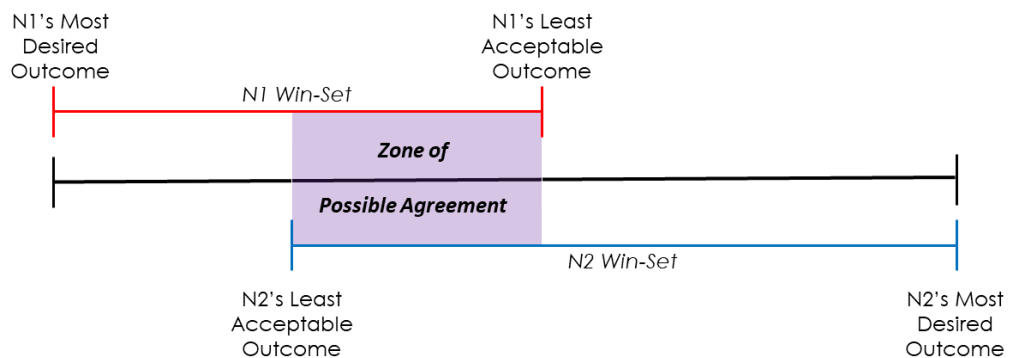 N1's Most
Desired
Outcome
N1's Least
Acceptable
Outcome
N1 Win-Set
Zone of
Possible Agreement
N2 Win-Set
N2's Least
Acceptable
Outcome
N2's Most
Desired
Outcome